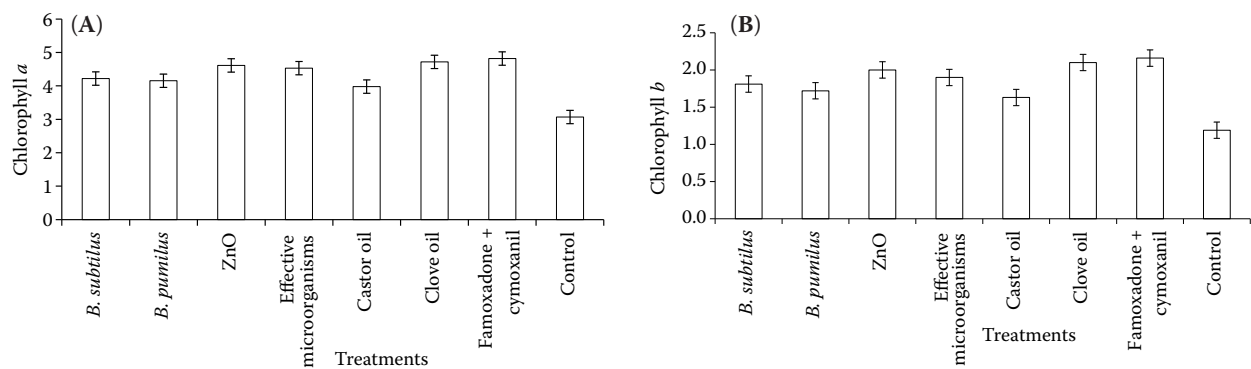 (A)
Chlorophyll a
6
5
4
3
2
1
0
B. subtilus
B. pumilus
ZnO
Effective
microorganisms
Castor oil
Clove oil
Famoxadone +
cymoxanil
Control
Treatments
(B)
Chlorophyll b
2.5
2.0
1.5
1.0
0.5
0.0
B. subtilus
B. pumilus
ZnO
Effective
microorganisms
Castor oil
Clove oil
Famoxadone +
cymoxanil
Control
Treatments